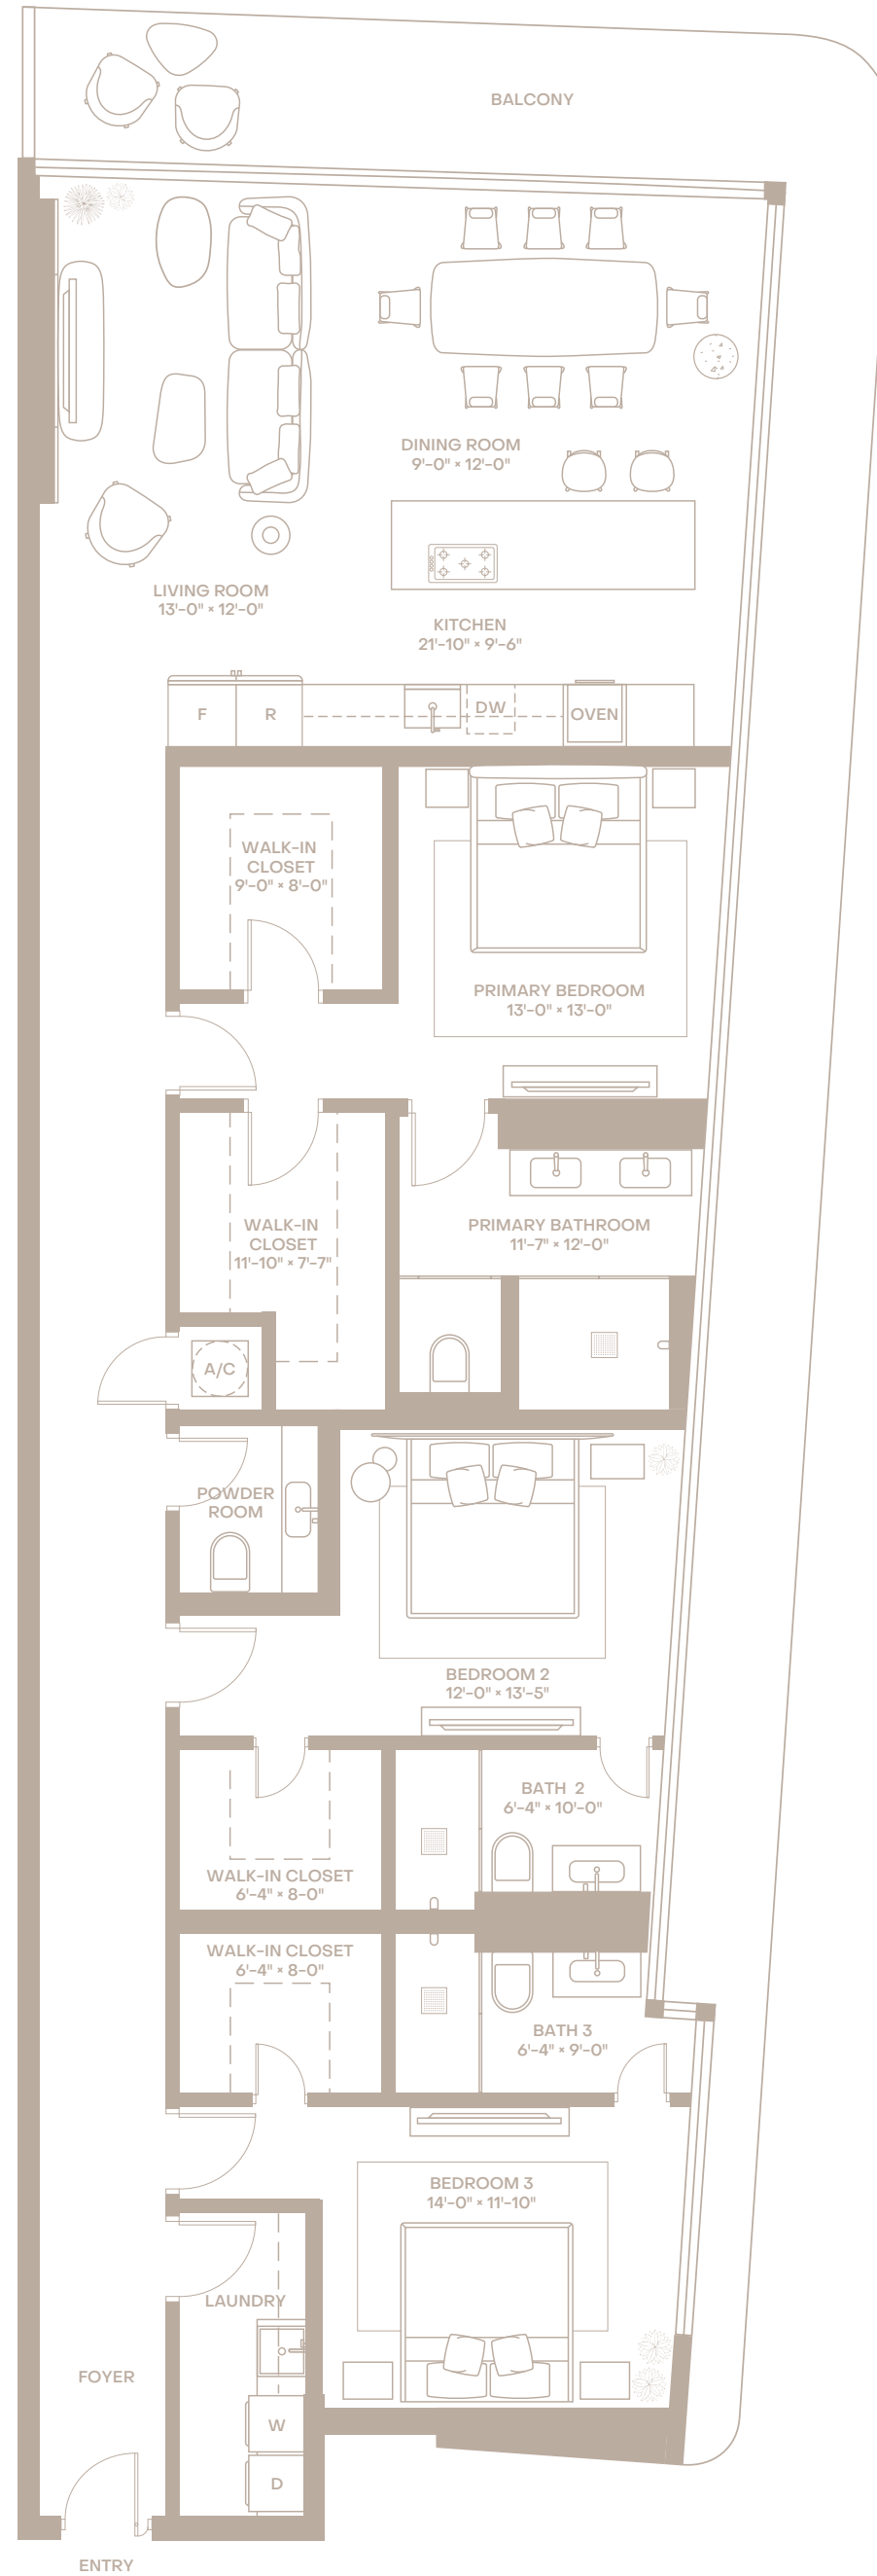 BALCONY
DINING ROOM
9'-0" × 12'-0"
LIVING ROOM
13'-0" × 12'-0"
KITCHEN
21'-10" × 9'-6"
F
R
DW
OVEN
WALK-IN
CLOSET
9'-0" × 8'-0"
PRIMARY BEDROOM
13'-0" × 13'-0"
WALK-IN
CLOSET
11'-10" × 7'-7"
PRIMARY BATHROOM
11'-7" × 12'-0"
A/C
POWDER
ROOM
BEDROOM 2
12'-0" × 13'-5"
BATH 2
6'-4" × 10'-0"
WALK-IN CLOSET
6'-4" × 8-0"
WALK-IN CLOSET
6'-4" × 8-0"
BATH 3
6'-4" × 9'-0"
BEDROOM 3
14'-0" × 11'-10"
LAUNDRY
FOYER
W
D
ENTRY